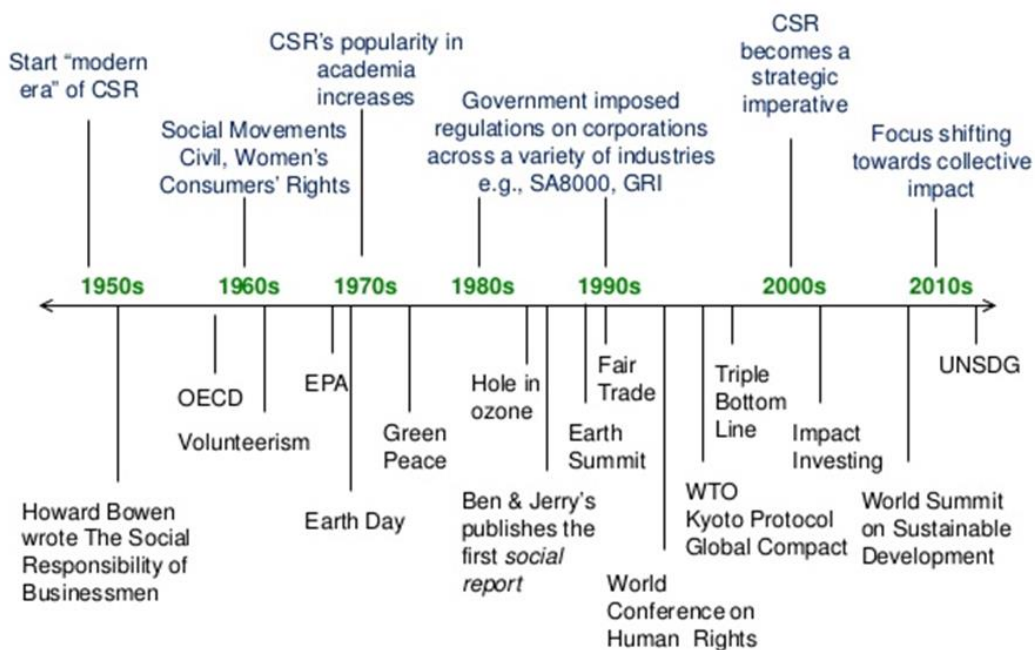 Start “modern
era” of CSR
Social Movements
Civil, Women’s
Consumers’ Rights
CSR’s popularity in
academia
increases
Government imposed
regulations on corporations
across a variety of industries
e.g., SA8000, GRI
CSR
becomes a
strategic
imperative
Focus shifting
towards collective
impact
1950s 1960s 1970s 1980s 1990s 2000s 2010s
Howard Bowen
wrote The Social
Responsibility of
Businessmen
OECD
Volunteerism
EPA
Earth Day
Green
Peace
Hole in
ozone
Ben & Jerry’s
publishes the
first social
report
Earth
Summit
Fair
Trade
World
Conference on
Human Rights
WTO
Kyoto Protocol
Global Compact
Triple
Bottom
Line
Impact
Investing
World Summit
on Sustainable
Development
UNSDG